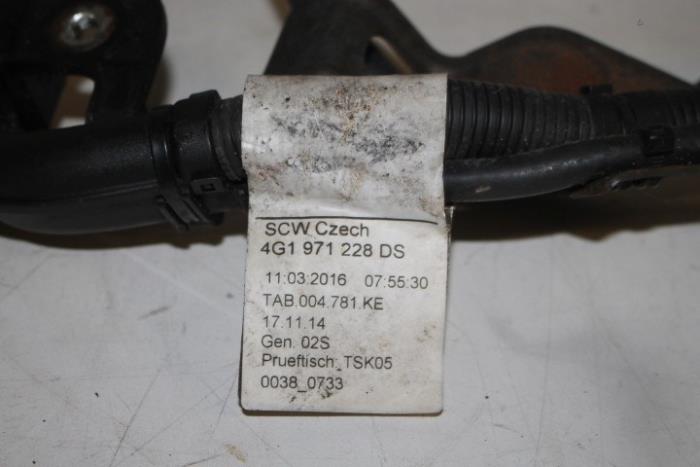 SCW Czech
4G1 971 228 DS
11:03:2016 07:55:30
TAB.004.781.KE
17.11.14
Gen. 02S
Prueftisch: TSK05
0038_0733